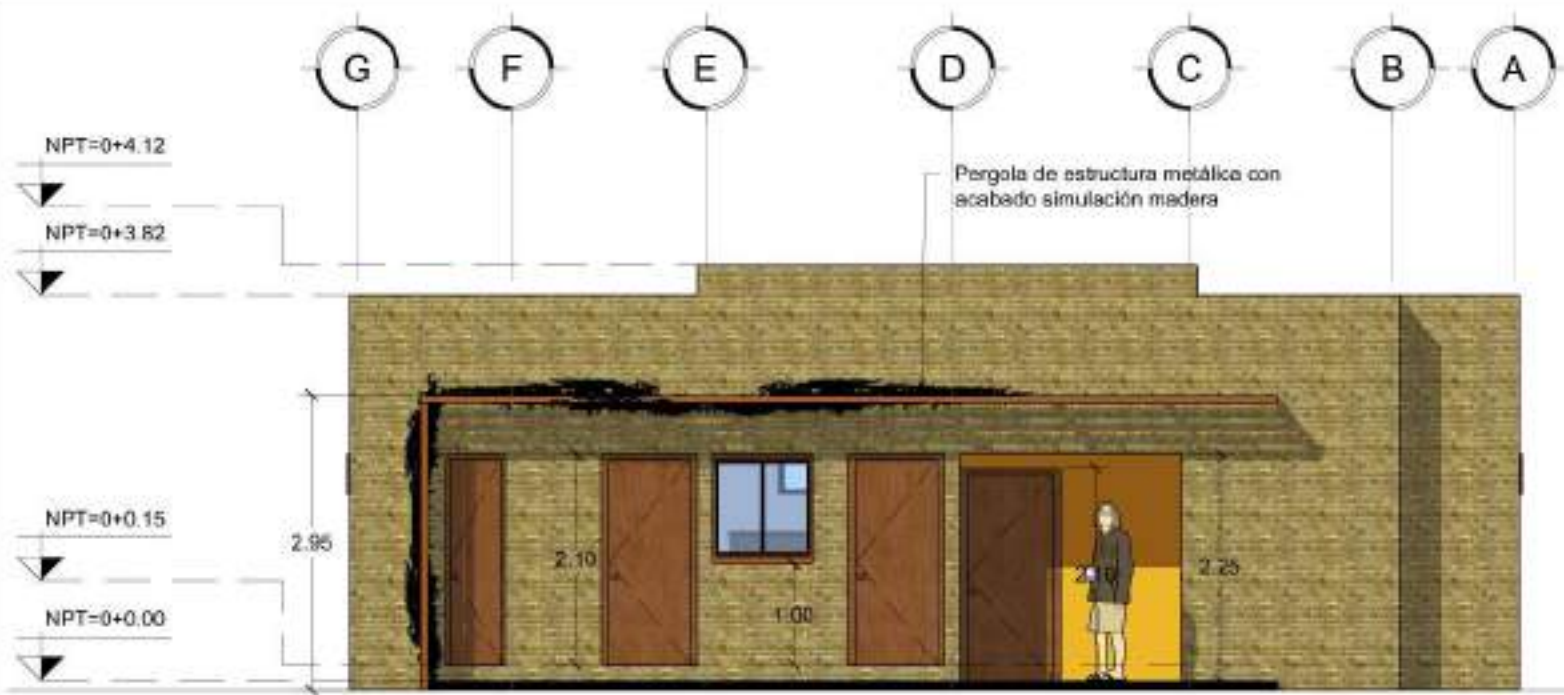 G F E D C B A
NPT=0+4.12
Pergola de estructura metálica con
acabado simulación madera
NPT=0+3.82
NPT=0+0.15
2.95
2.10
2.25
1.00
NPT=0+0.00